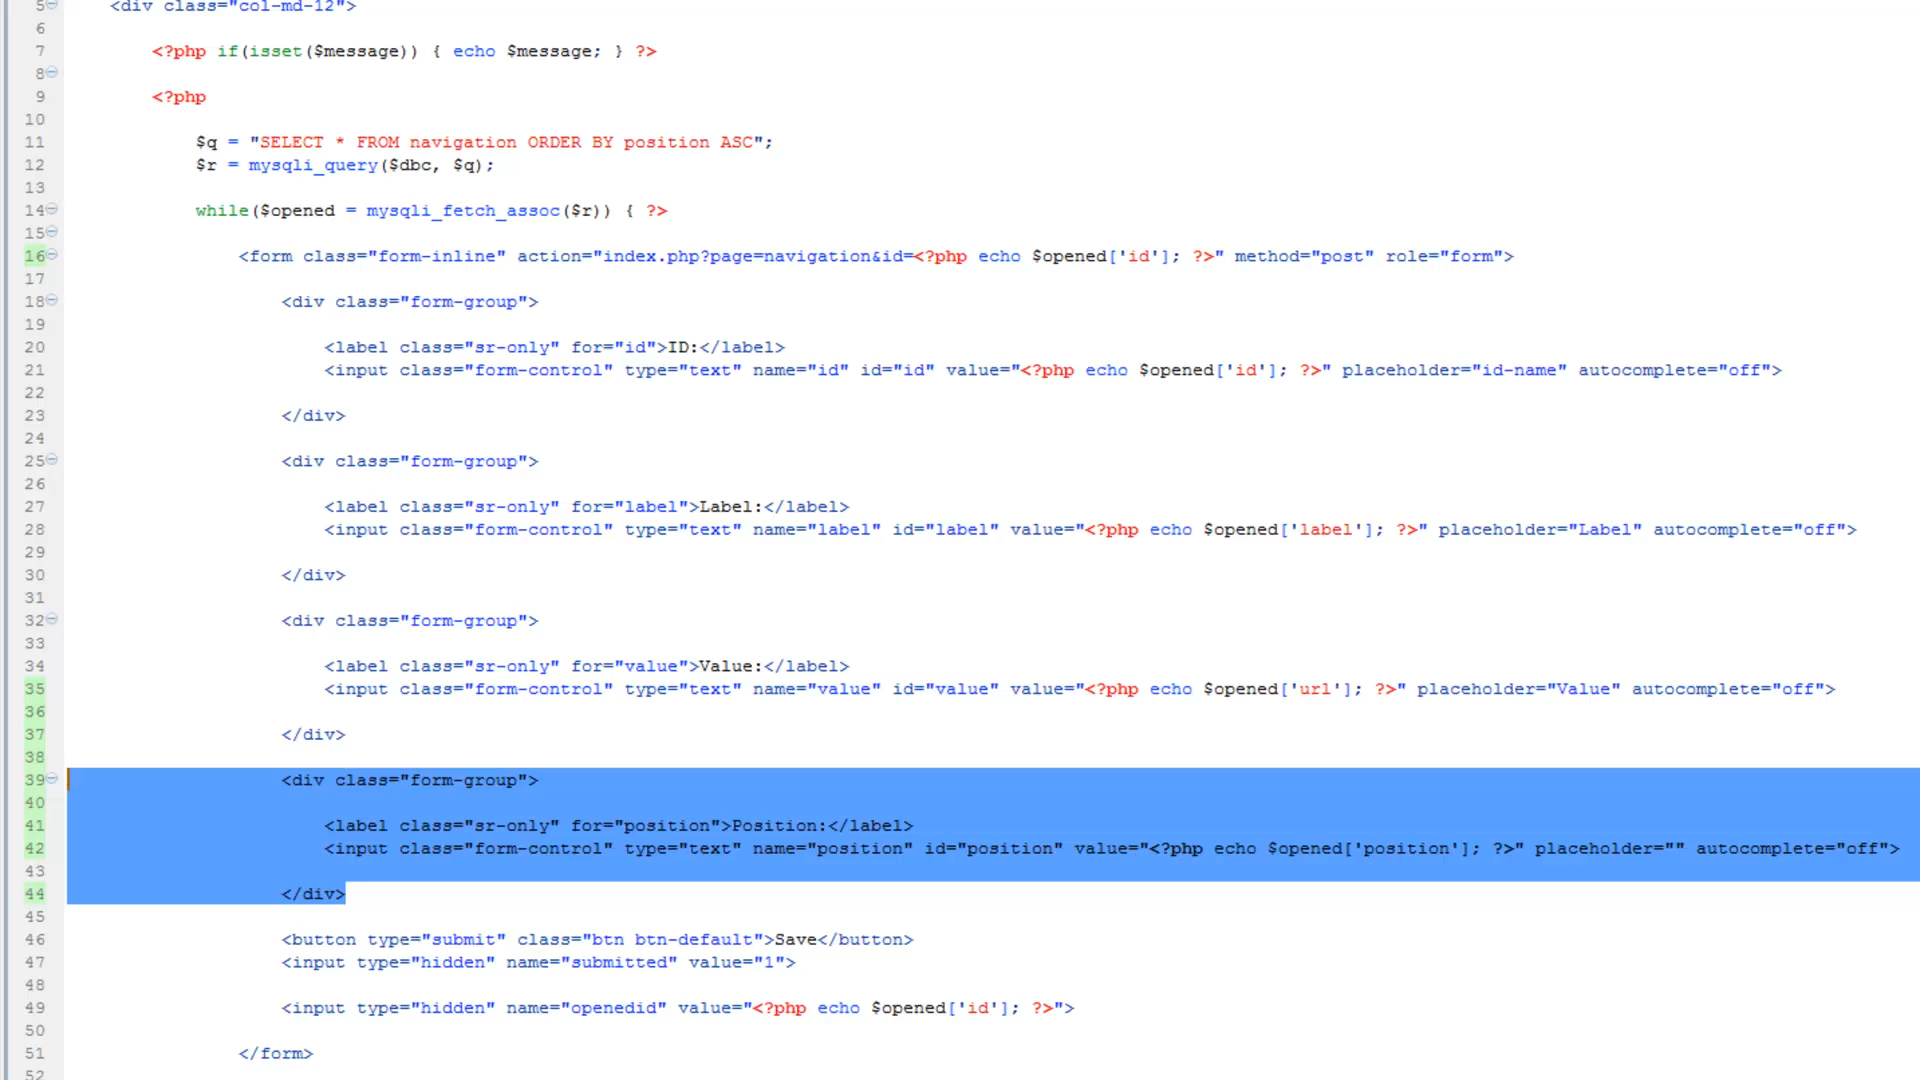 5 <div class="col-md-12">
6
7 <?php if(isset($message)) { echo $message; } ?>
8
9 <?php
10
11 $q = "SELECT * FROM navigation ORDER BY position ASC";
12 $r = mysqli_query($dbc, $q);
13
14 while($opened = mysqli_fetch_assoc($r)) { ?>
15
16 <form class="form-inline" action="index.php?page=navigation&id=<?php echo $opened['id']; ?>" method="post" role="form">
17
18 <div class="form-group">
19
20 <label class="sr-only" for="id">ID:</label>
21 <input class="form-control" type="text" name="id" id="id" value="<?php echo $opened['id']; ?>" placeholder="id-name" autocomplete="off">
22
23 </div>
24
25 <div class="form-group">
26
27 <label class="sr-only" for="label">Label:</label>
28 <input class="form-control" type="text" name="label" id="label" value="<?php echo $opened['label']; ?>" placeholder="Label" autocomplete="off">
29
30 </div>
31
32 <div class="form-group">
33
34 <label class="sr-only" for="value">Value:</label>
35 <input class="form-control" type="text" name="value" id="value" value="<?php echo $opened['url']; ?>" placeholder="Value" autocomplete="off">
36
37 </div>
38
39 <div class="form-group">
40
41 <label class="sr-only" for="position">Position:</label>
42 <input class="form-control" type="text" name="position" id="position" value="<?php echo $opened['position']; ?>" placeholder="" autocomplete="off">
43
44 </div>
45
46 <button type="submit" class="btn btn-default">Save</button>
47 <input type="hidden" name="submitted" value="1">
48
49 <input type="hidden" name="openedid" value="<?php echo $opened['id']; ?>">
50
51 </form>
52